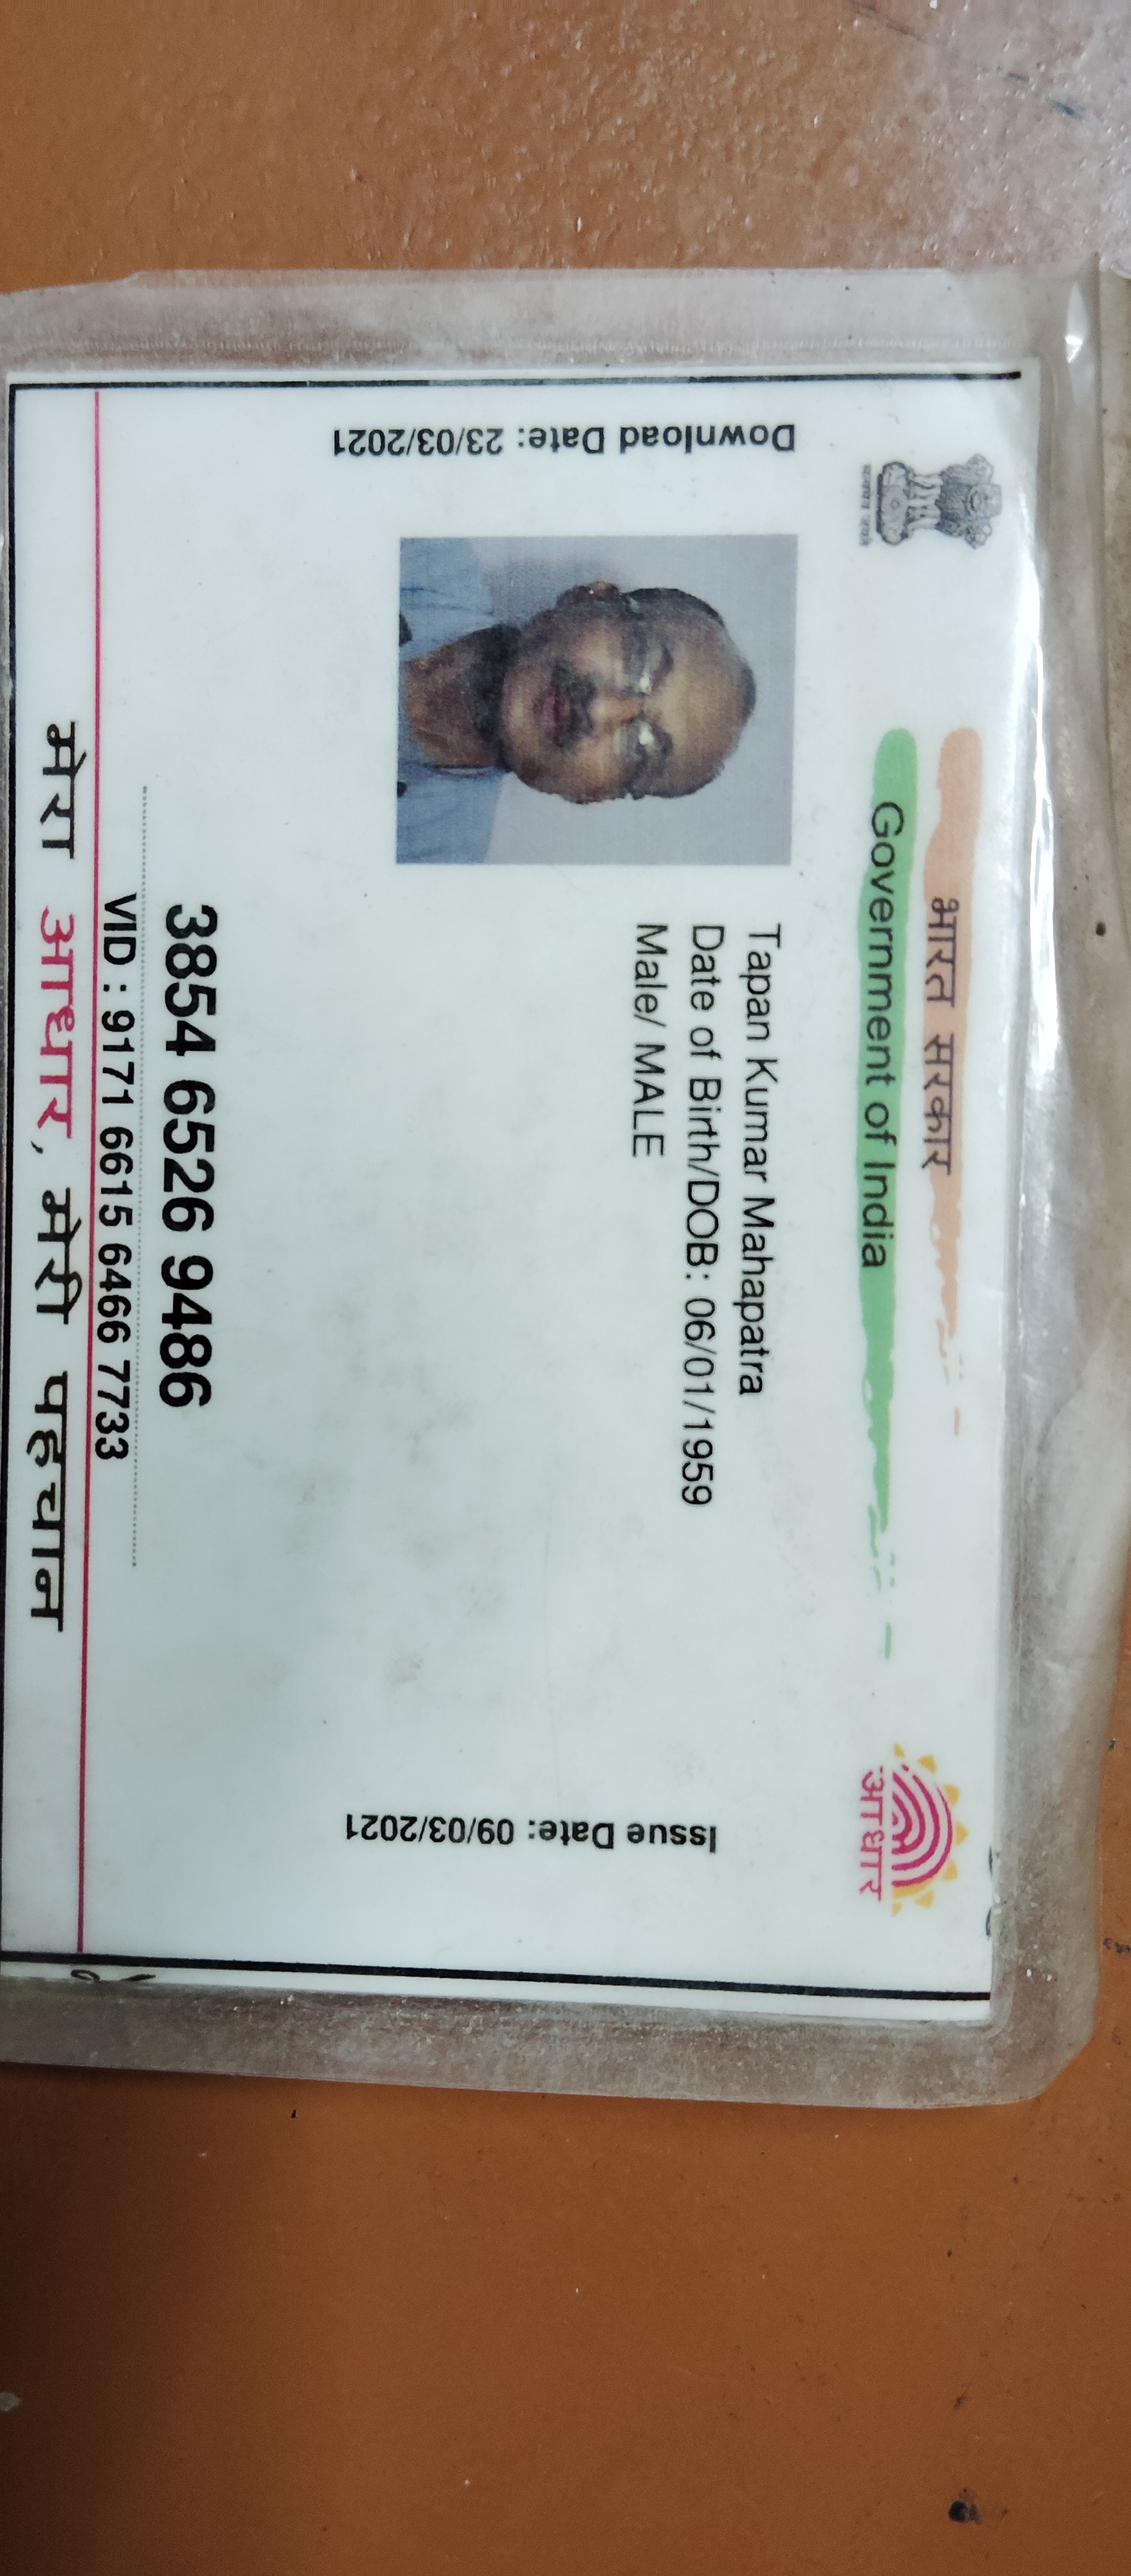 भारत सरकार
Government of India
आधार
Download Date: 23/03/2021
Tapan Kumar Mahapatra
Date of Birth/DOB: 06/01/1959
Male/ MALE
Issue Date: 09/03/2021
3854 6526 9486
VID : 9171 6615 6466 7733
मेरा आधार, मेरी पहचान